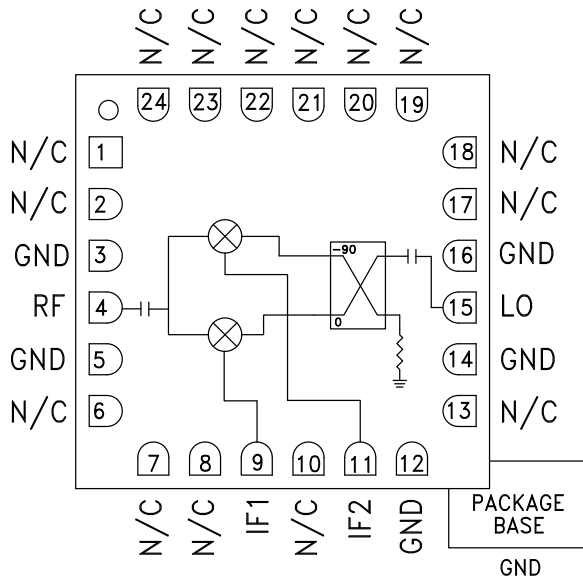 N/C N/C N/C N/C N/C N/C
24 23 22 21 20 19
N/C 1 18 N/C
N/C 2 17 N/C
GND 3 16 GND
-90
RF 4 15 LO
0
GND 5 14 GND
N/C 6 13 N/C
7 8 9 10 11 12
N/C N/C IF1 N/C IF2 GND
PACKAGE
BASE
GND